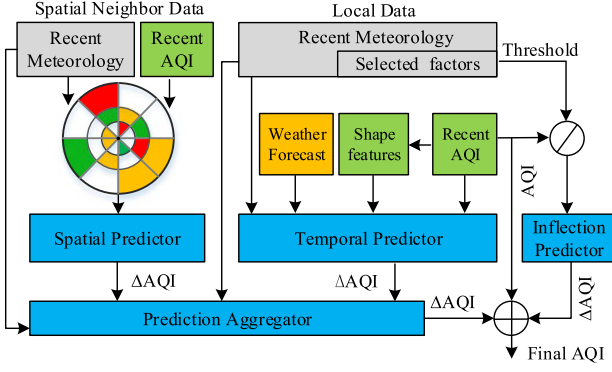 Spatial Neighbor Data
Local Data
Recent
Meteorology
Recent
AQI
Recent Meteorology
Selected factors
Threshold
Weather
Forecast
Shape
features
Recent
AQI
AQI
Spatial Predictor
Temporal Predictor
Inflection
Predictor
ΔAQI
ΔAQI
ΔAQI
ΔAQI
Prediction Aggregator
Final AQI